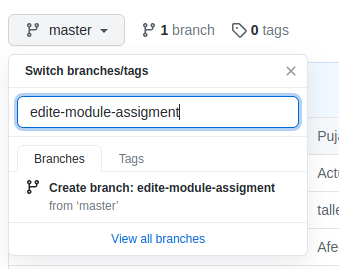 master
1 branch
0 tags
Switch branches/tags
edite-module-assigment
Branches
Tags
Create branch: edite-module-assigment
from ‘master’
View all branches
Puj
Actu
talle
Afe